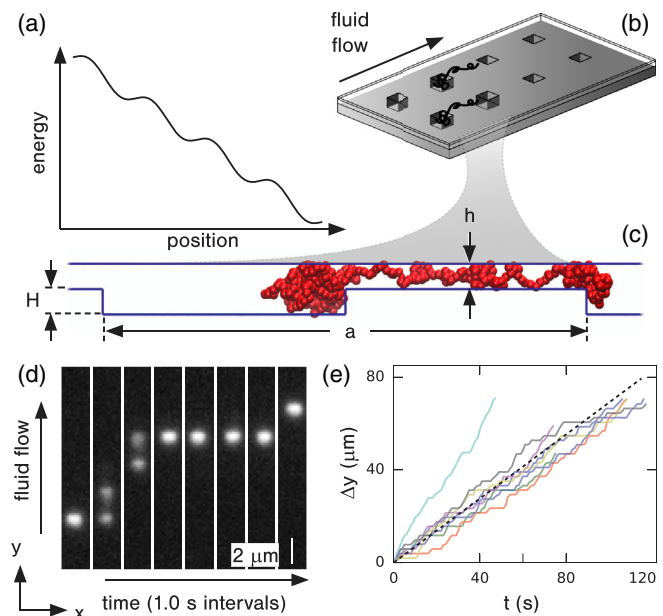 (a)
energy
position
fluid
flow
(b)
h
(c)
H
a
(d)
fluid flow
2 μm
y
x
time (1.0 s intervals)
(e)
80
40
0
Δy (μm)
0
40
80
120
t (s)